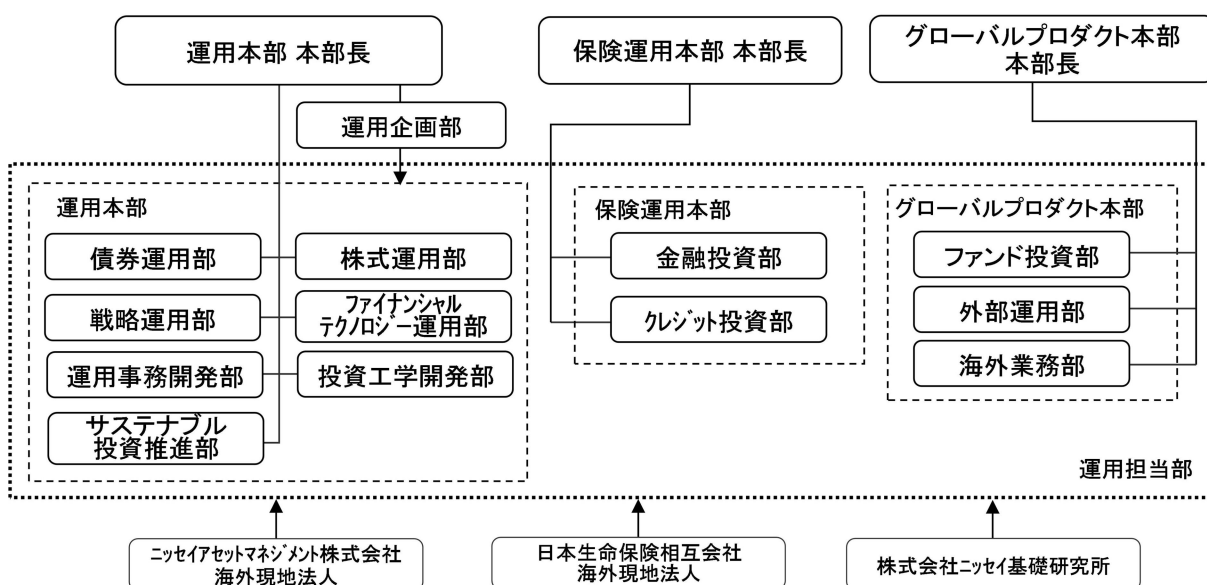 運用本部 本部長
保険運用本部 本部長
グローバルプロダクト本部
本部長
運用企画部
運用本部
債券運用部
株式運用部
戦略運用部
ファイナンシャル
テクノロジー運用部
運用事務開発部
投資工学開発部
サステナブル
投資推進部
保険運用本部
金融投資部
クレジット投資部
グローバルプロダクト本部
ファンド投資部
外部運用部
海外業務部
運用担当部
ニッセイアセットマネジメント株式会社
海外現地法人
日本生命保険相互会社
海外現地法人
株式会社ニッセイ基礎研究所